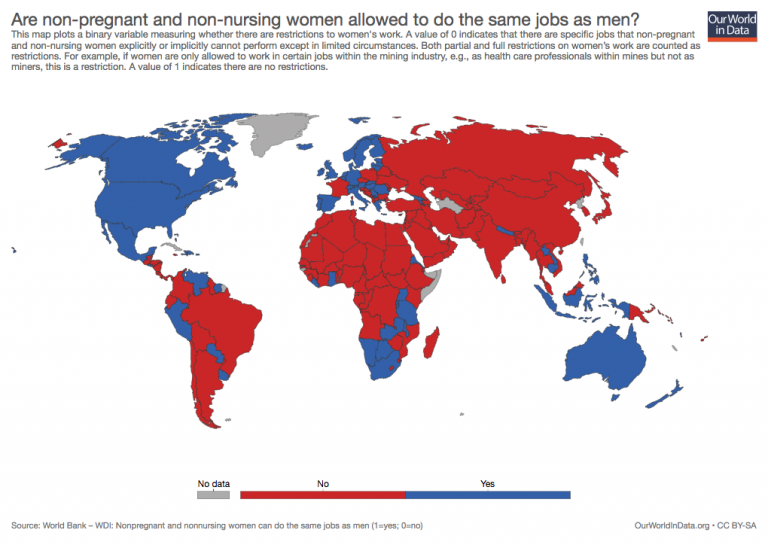 Are non-pregnant and non-nursing women allowed to do the same jobs as men?
Our World
in Data
This map plots a binary variable measuring whether there are restrictions to women's work. A value of 0 indicates that there are specific jobs that non-pregnant
and non-nursing women explicitly or implicitly cannot perform except in limited circumstances. Both partial and full restrictions on women's work are counted as
restrictions. For example, if women are only allowed to work in certain jobs within the mining industry, e.g., as health care professionals within mines but not as
miners, this is a restriction. A value of 1 indicates there are no restrictions.
No data
No
Yes
Source: World Bank – WDI: Nonpregnant and nonnursing women can do the same jobs as men (1=yes; 0=no)
OurWorldInData.org • CC BY-SA